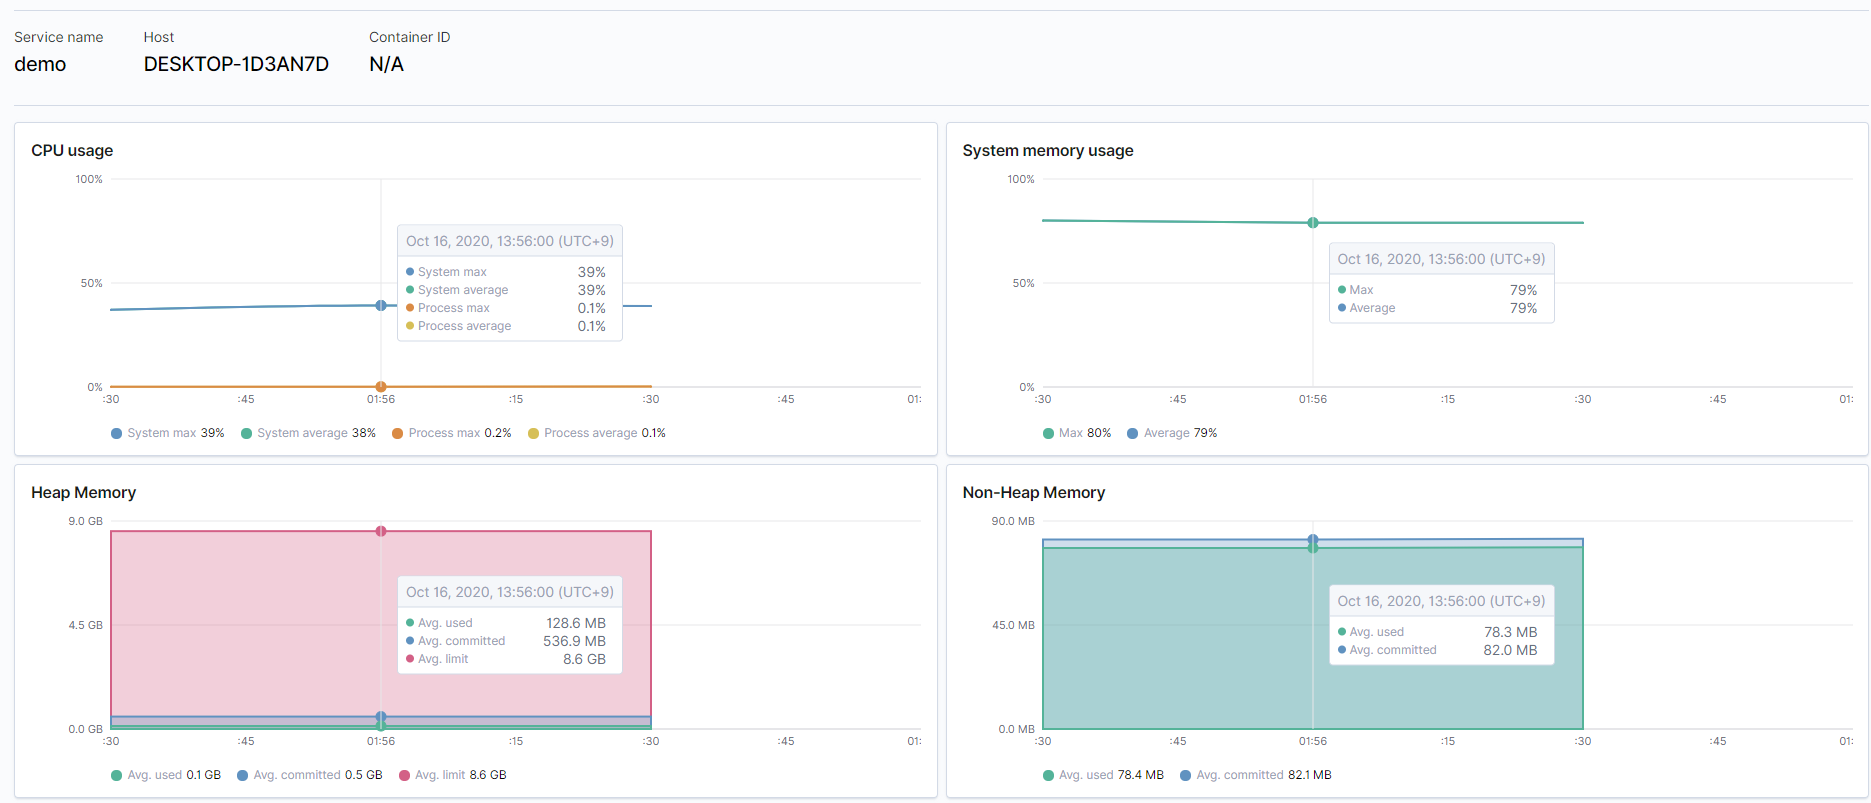 Service name Host Container ID
demo DESKTOP-1D3AN7D N/A
CPU usage
100%
50%
0%
Oct 16, 2020, 13:56:00 (UTC+9)
System max 39%
System average 39%
Process max 0.1%
Process average 0.1%
:30 :45 01:56 :15 :30 :45 01:
System max 39% System average 38% Process max 0.2% Process average 0.1%
System memory usage
100%
50%
0%
Oct 16, 2020, 13:56:00 (UTC+9)
Max 79%
Average 79%
:30 :45 01:56 :15 :30 :45 01:
Max 80% Average 79%
Heap Memory
9.0 GB
4.5 GB
0.0 GB
Oct 16, 2020, 13:56:00 (UTC+9)
Avg. used 128.6 MB
Avg. committed 536.9 MB
Avg. limit 8.6 GB
:30 :45 01:56 :15 :30 :45 01:
Avg. used 0.1 GB Avg. committed 0.5 GB Avg. limit 8.6 GB
Non-Heap Memory
90.0 MB
45.0 MB
0.0 MB
Oct 16, 2020, 13:56:00 (UTC+9)
Avg. used 78.3 MB
Avg. committed 82.0 MB
:30 :45 01:56 :15 :30 :45 01:
Avg. used 78.4 MB Avg. committed 82.1 MB